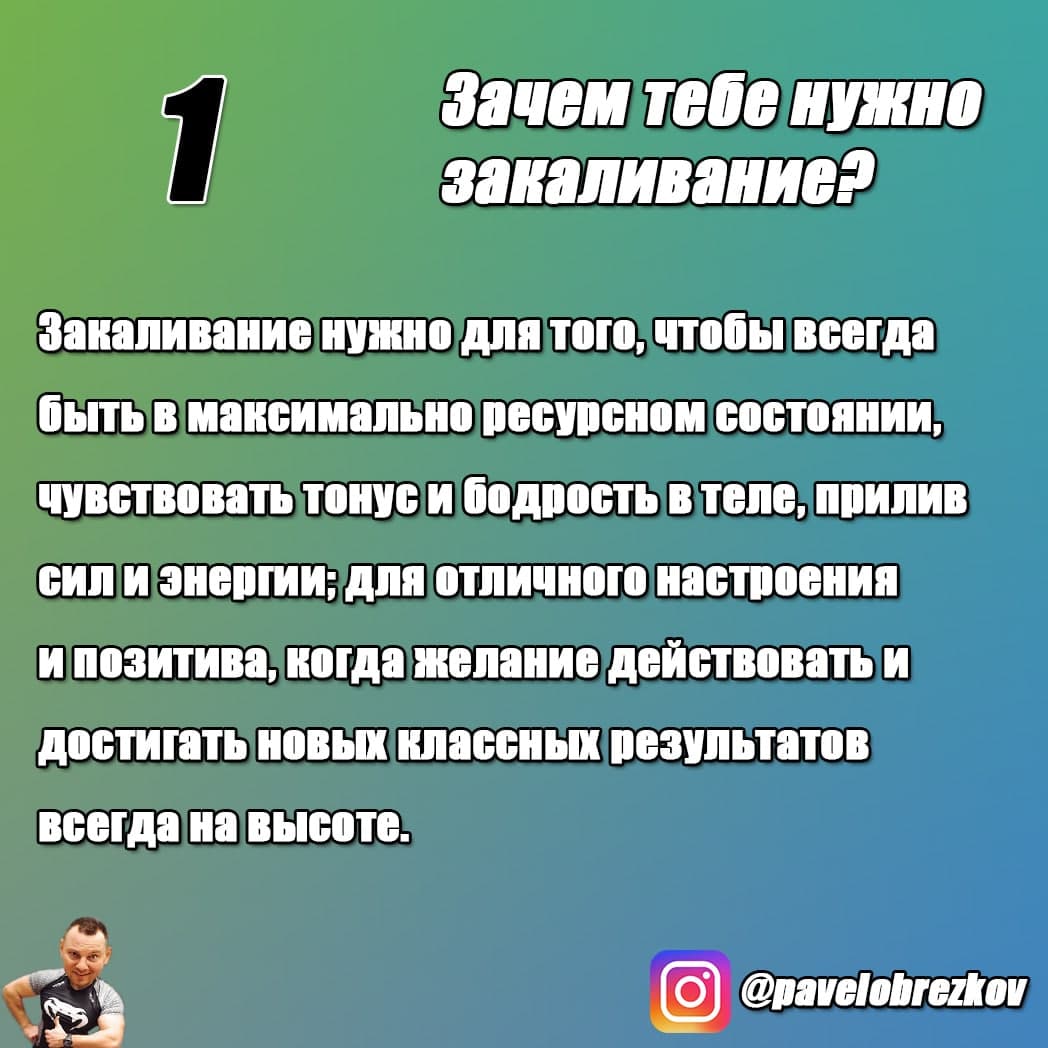 1
Зачем тебе нужно
закаливание?
Закаливание нужно для того, чтобы всегда
быть в максимально ресурсном состоянии,
чувствовать тонус и бодрость в теле, прилив
сил и энергии; для отличного настроения
и позитива, когда желание действовать и
достигать новых классных результатов
всегда на высоте.
@pavelobrezkov